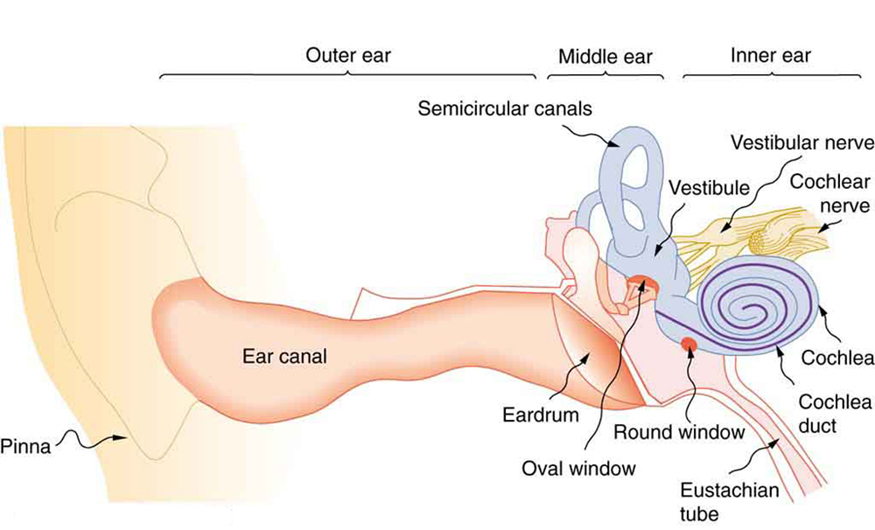 Outer ear
Middle ear
Inner ear
Semicircular canals
Vestibular nerve
Vestibule
Cochlear
nerve
Ear canal
Cochlea
Eardrum
Cochlea
duct
Pinna
Round window
Oval window
Eustachian
tube